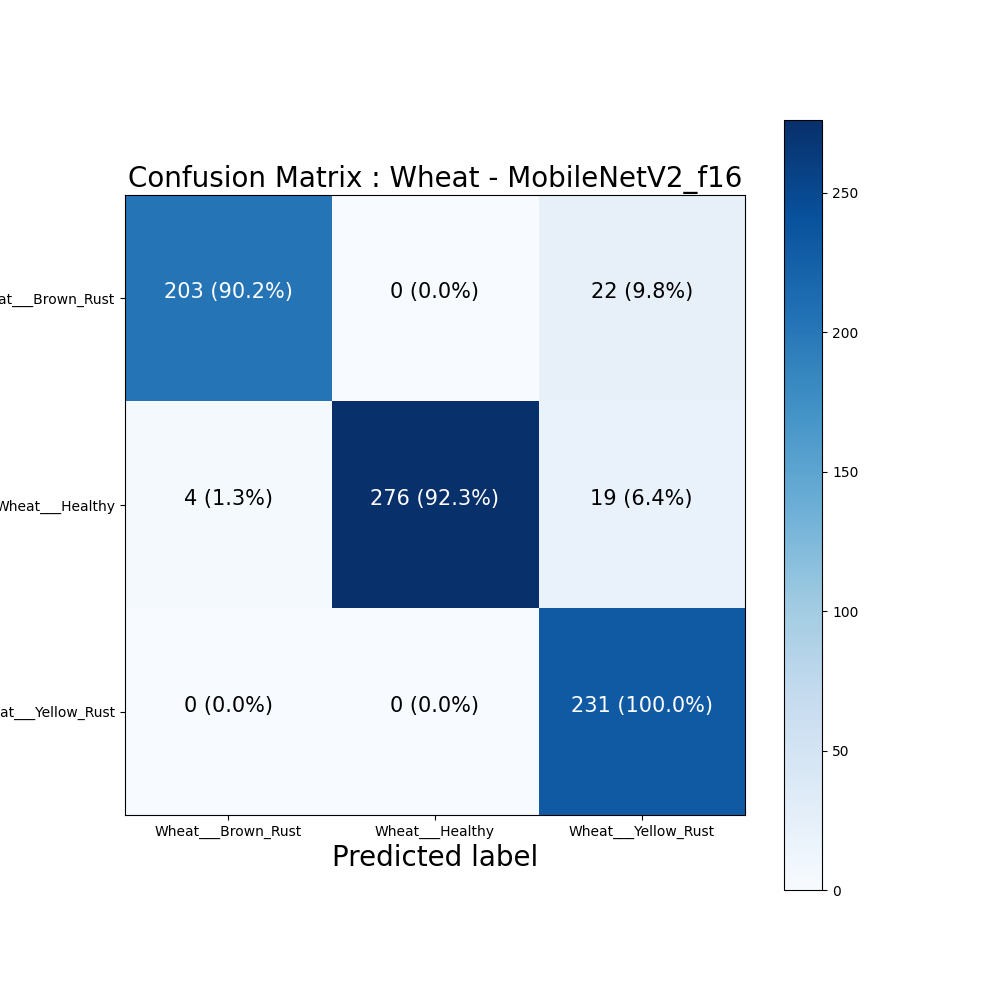 Confusion Matrix : Wheat - MobileNetV2_f16
250
200
150
100
50
0
at___Brown_Rust
203 (90.2%) 0 (0.0%) 22 (9.8%)
Wheat___Healthy
4 (1.3%) 276 (92.3%) 19 (6.4%)
at___Yellow_Rust
0 (0.0%) 0 (0.0%) 231 (100.0%)
Wheat___Brown_Rust Wheat___Healthy Wheat___Yellow_Rust
Predicted label